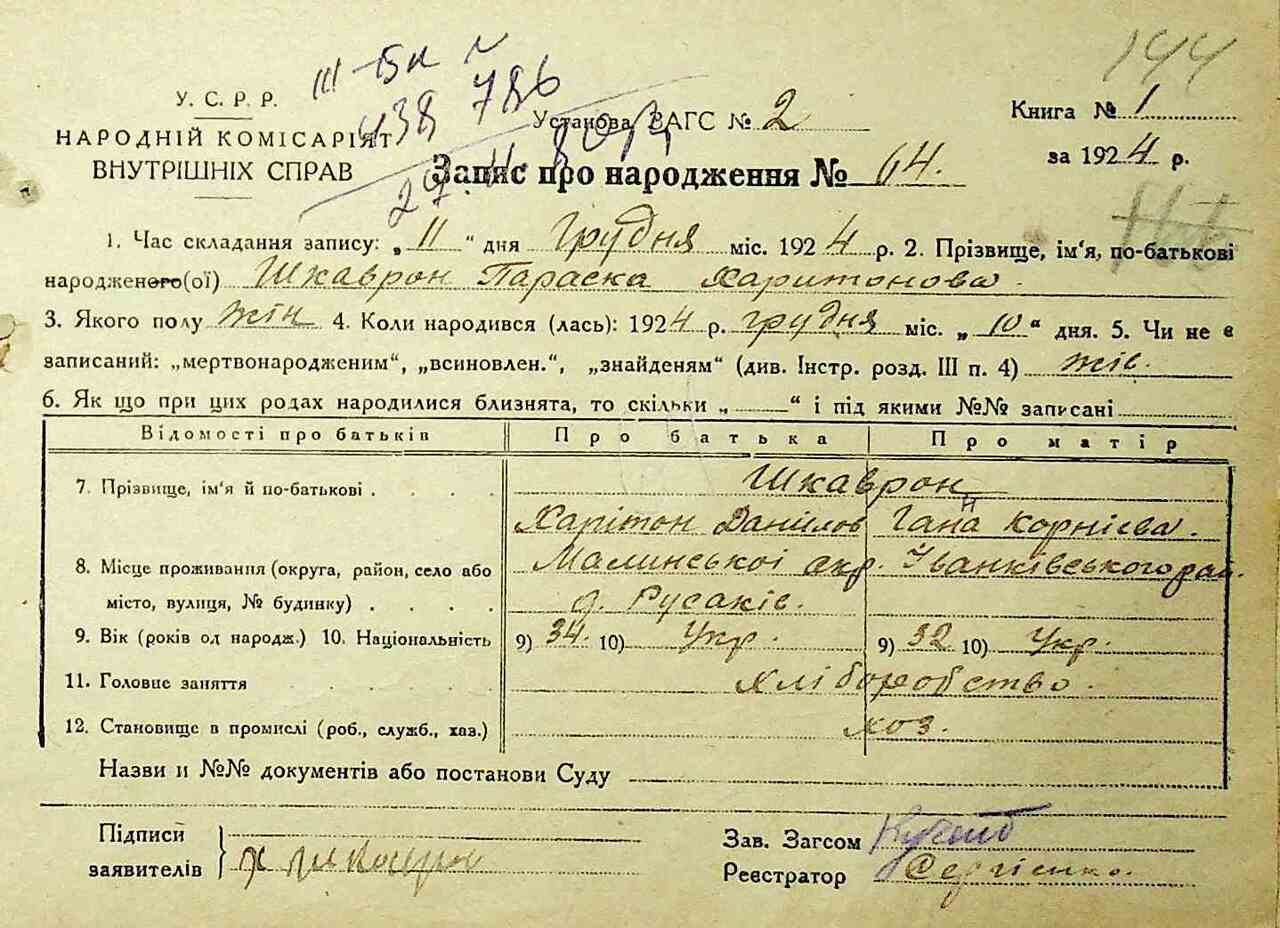 144
III
438 786
У. С. Р. Р.
НАРОДНІЙ КОМІСАРІЯТ
ВНУТРІШНІХ СПРАВ
Установа ЗАГС № 2
Книга № 1
за 1924 р.
Запис про народження № 64.
1. Час складання запису: „11“ дня Грудня міс. 1924 р. 2. Прізвище, ім'я, по-батькові
народженого(ої) Шкаврон Параска Харитонова.
3. Якого полу жін 4. Коли народився (лась): 1924 р. грудня міс. „10“ дня. 5. Чи не є
записаний: „мертвонародженим“, „всиновлен.“, „знайденям“ (див. Інстр. розд. III п. 4) жів.
6. Як що при цих родах народилися близнята, то скільки „ “ і під якими №№ записані
Відомості про батьків Про батька Про матір
7. Прізвище, ім'я й по-батькові . . . . Шкаврон
Харітон Данілов Гана Корнієва.
8. Місце проживання (округа, район, село або Малинської окр. Іванківського рай.
місто, вулиця, № будинку) . . . . д. Русаків.
9. Вік (років од народж.) 10. Національність 9) 34. 10) Укр. 9) 32 10) Укр.
11. Головне заняття . . . . . Хліборобство.
12. Становище в промислі (роб., служб., хаз.) хоз.
Назви и №№ документів або постанови Суду
Підписи
заявителів
Зав. Загсом
Реєстратор Сергієнко.